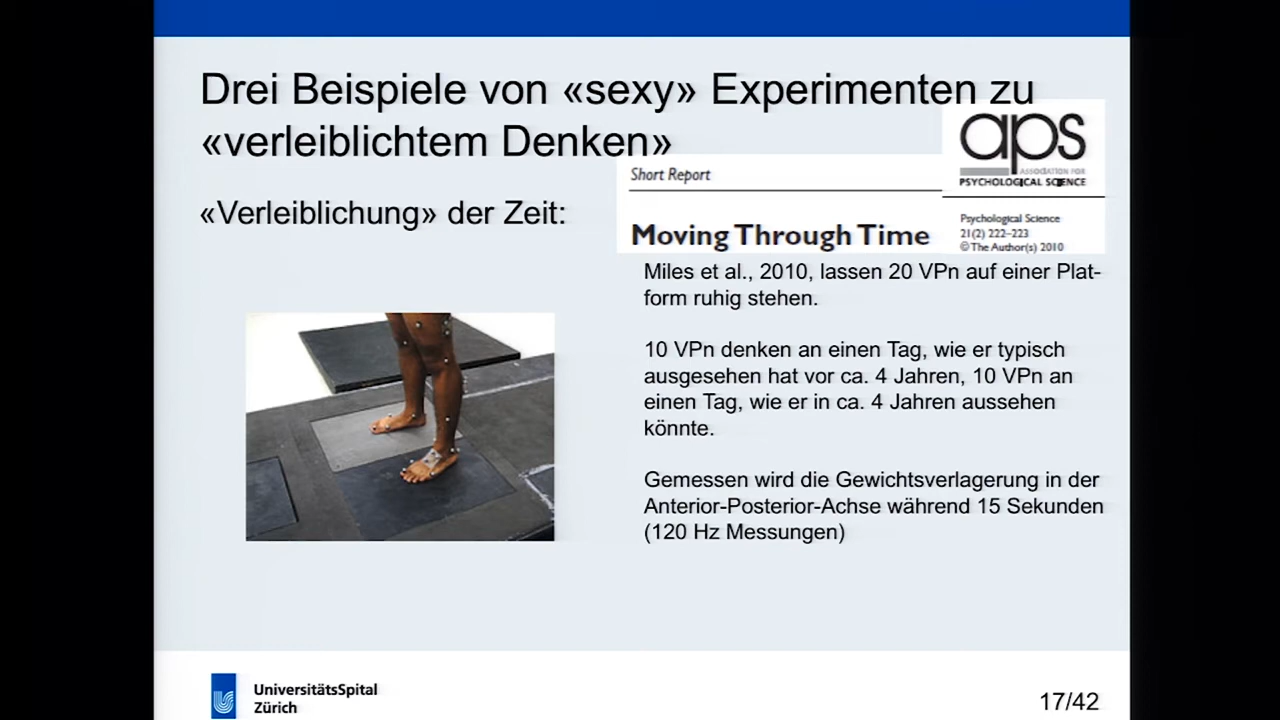 Drei Beispiele von «sexy» Experimenten zu
«verleiblichtem Denken»
aps
ASSOCIATION FOR
PSYCHOLOGICAL SCIENCE
Short Report
«Verleiblichung» der Zeit:
Moving Through Time
Psychological Science
21(2) 222–223
© The Author(s) 2010
Miles et al., 2010, lassen 20 VPn auf einer Plat-
form ruhig stehen.
10 VPn denken an einen Tag, wie er typisch
ausgesehen hat vor ca. 4 Jahren, 10 VPn an
einen Tag, wie er in ca. 4 Jahren aussehen
könnte.
Gemessen wird die Gewichtsverlagerung in der
Anterior-Posterior-Achse während 15 Sekunden
(120 Hz Messungen)
UniversitätsSpital
Zürich
17/42